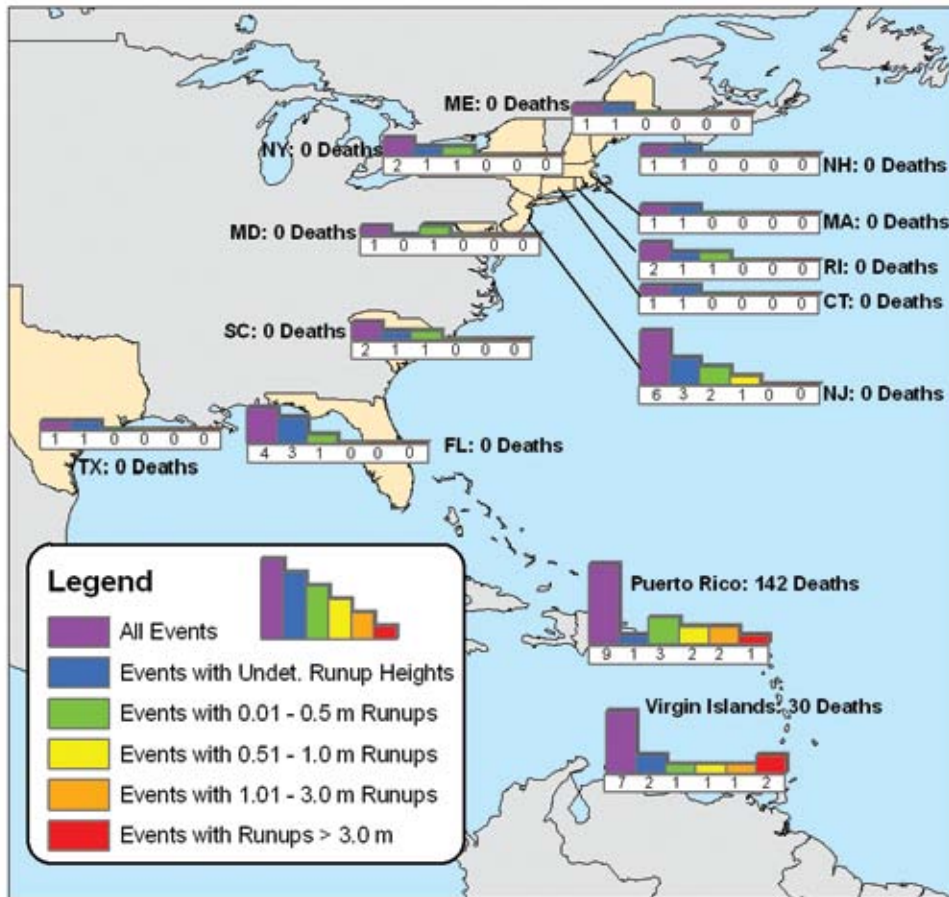 ME: 0 Deaths
1 1 0 0 0 0
NY: 0 Deaths
2 1 1 0 0 0
NH: 0 Deaths
1 1 0 0 0 0
MA: 0 Deaths
1 1 0 0 0 0
MD: 0 Deaths
1 0 1 0 0 0
RI: 0 Deaths
2 1 1 0 0 0
CT: 0 Deaths
1 1 0 0 0 0
SC: 0 Deaths
2 1 1 0 0 0
NJ: 0 Deaths
6 3 2 1 0 0
TX: 0 Deaths
1 1 0 0 0 0
FL: 0 Deaths
4 3 1 0 0 0
Legend
All Events
Events with Undet. Runup Heights
Events with 0.01 - 0.5 m Runups
Events with 0.51 - 1.0 m Runups
Events with 1.01 - 3.0 m Runups
Events with Runups > 3.0 m
Puerto Rico: 142 Deaths
9 1 3 2 2 1
Virgin Islands: 30 Deaths
7 2 1 1 1 2